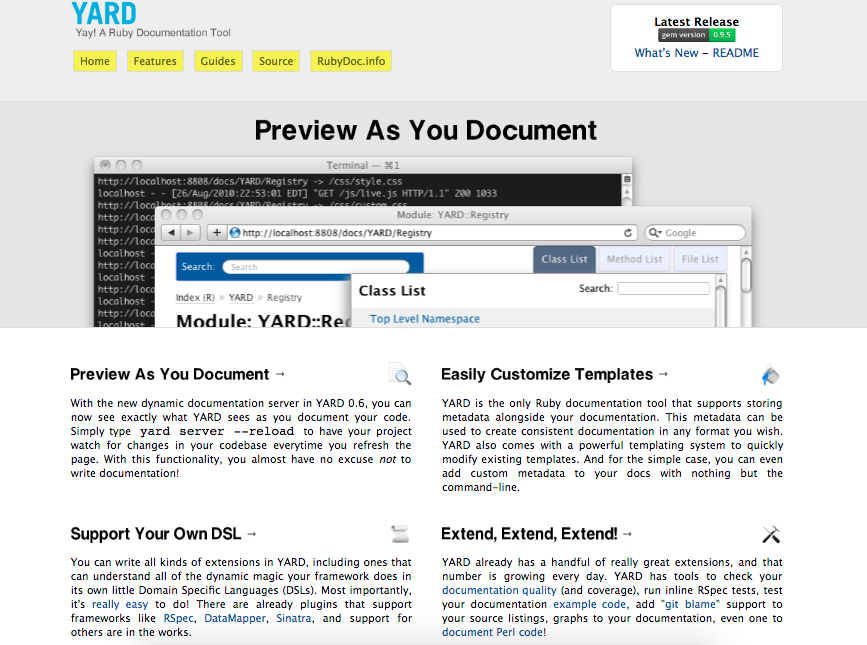 YARD
Yay! A Ruby Documentation Tool
Home Features Guides Source RubyDoc.info
Latest Release
gem version 0.9.5
What's New – README
Preview As You Document
Terminal — ⌘1
http://localhost:8808/docs/YARD/Registry -> /css/style.css
localhost - - [26/Aug/2010:22:53:01 EDT] "GET /js/live.js HTTP/1.1" 200 1033
http://localhost:8808/docs/YARD/Registry -> /css/custom.css
Module: YARD::Registry
http://localhost:8808/docs/YARD/Registry
Google
Search: Search
Class List Method List File List
Index (R) » YARD » Registry
Class List
Search:
Module: YARD::Reg
Top Level Namespace
Preview As You Document →
With the new dynamic documentation server in YARD 0.6, you can
now see exactly what YARD sees as you document your code.
Simply type yard server --reload to have your project
watch for changes in your codebase everytime you refresh the
page. With this functionality, you almost have no excuse not to
write documentation!
Easily Customize Templates →
YARD is the only Ruby documentation tool that supports storing
metadata alongside your documentation. This metadata can be
used to create consistent documentation in any format you wish.
YARD also comes with a powerful templating system to quickly
modify existing templates. And for the simple case, you can even
add custom metadata to your docs with nothing but the
command-line.
Support Your Own DSL →
You can write all kinds of extensions in YARD, including ones that
can understand all of the dynamic magic your framework does in
its own little Domain Specific Languages (DSLs). Most importantly,
it's really easy to do! There are already plugins that support
frameworks like RSpec, DataMapper, Sinatra, and support for
others are in the works.
Extend, Extend, Extend! →
YARD already has a handful of really great extensions, and that
number is growing every day. YARD has tools to check your
documentation quality (and coverage), run inline RSpec tests, test
your documentation example code, add "git blame" support to
your source listings, graphs to your documentation, even one to
document Perl code!